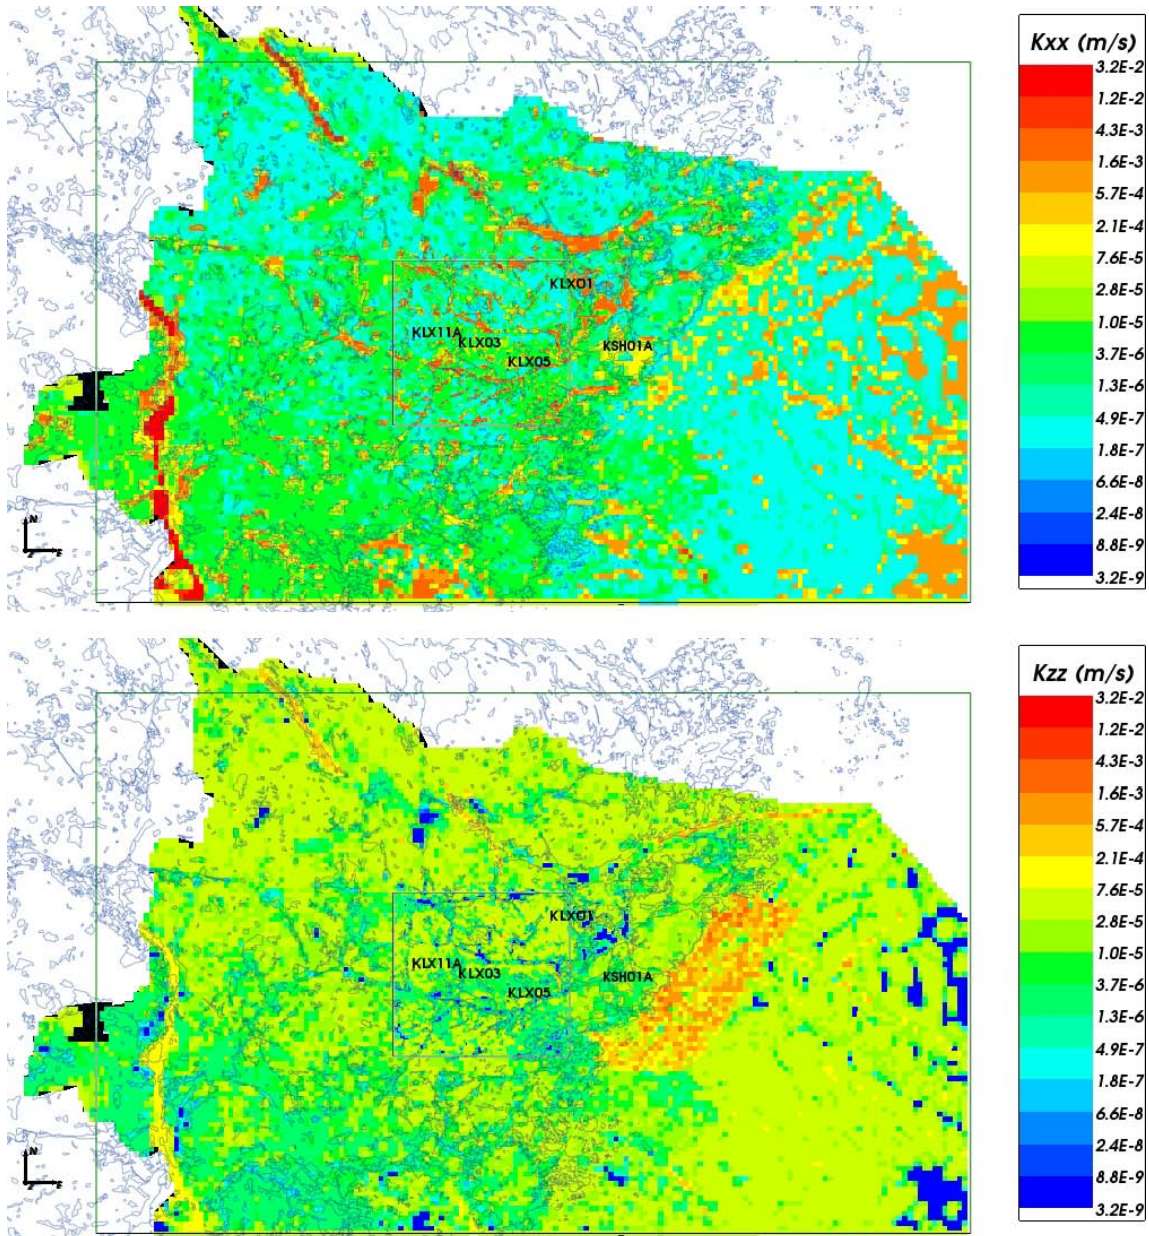 Kxx (m/s)
3.2E-2
1.2E-2
4.3E-3
1.6E-3
5.7E-4
2.1E-4
7.6E-5
2.8E-5
1.0E-5
3.7E-6
1.3E-6
4.9E-7
1.8E-7
6.6E-8
2.4E-8
8.8E-9
3.2E-9
KLX01
KLX11A
KLX03
KSH01A
KLX05
N
Kzz (m/s)
3.2E-2
1.2E-2
4.3E-3
1.6E-3
5.7E-4
2.1E-4
7.6E-5
2.8E-5
1.0E-5
3.7E-6
1.3E-6
4.9E-7
1.8E-7
6.6E-8
2.4E-8
8.8E-9
3.2E-9
KLX01
KLX11A
KLX03
KSH01A
KLX05
N